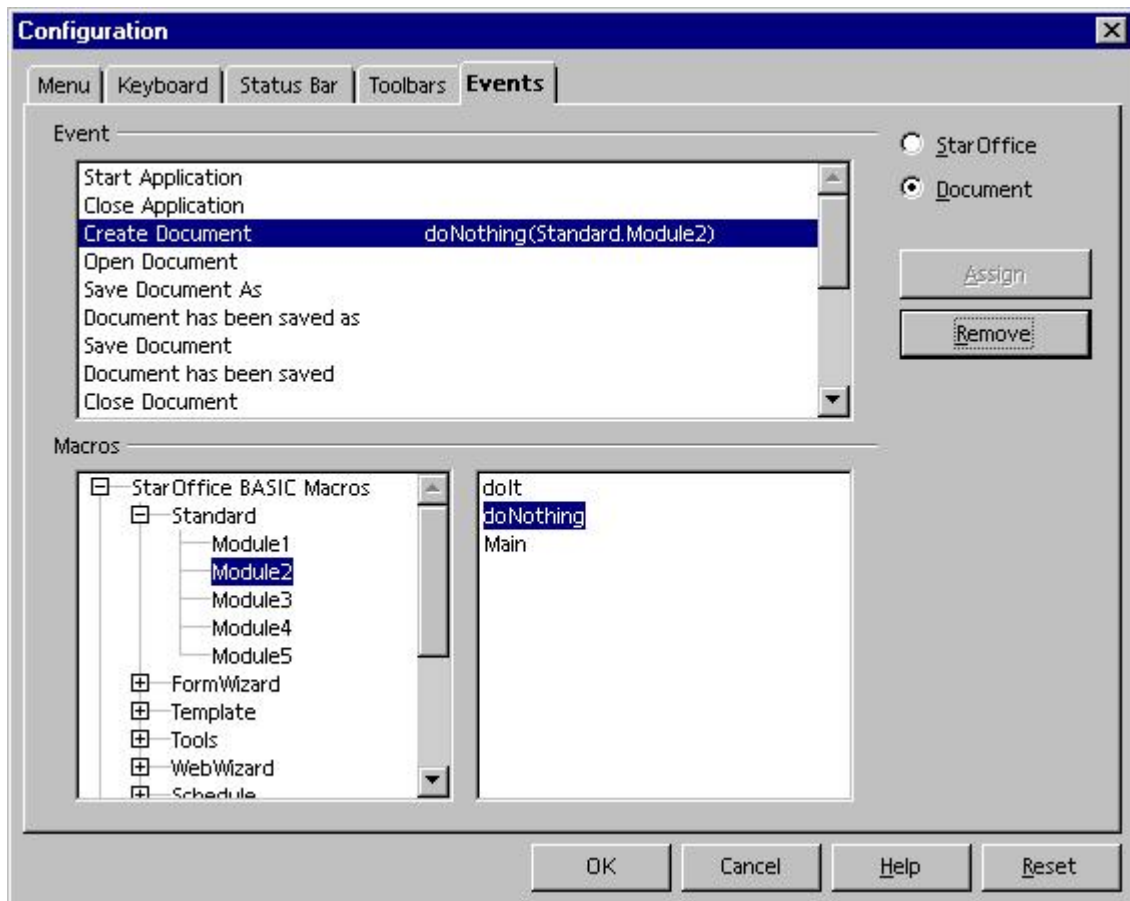 Configuration
Menu
Keyboard
Status Bar
Toolbars
Events
Event
StarOffice
Document
Start Application
Close Application
Create Document doNothing(Standard.Module2)
Open Document
Save Document As
Document has been saved as
Save Document
Document has been saved
Close Document
Assign
Remove
Macros
StarOffice BASIC Macros
Standard
Module1
Module2
Module3
Module4
Module5
FormWizard
Template
Tools
WebWizard
Schedule
doIt
doNothing
Main
OK
Cancel
Help
Reset